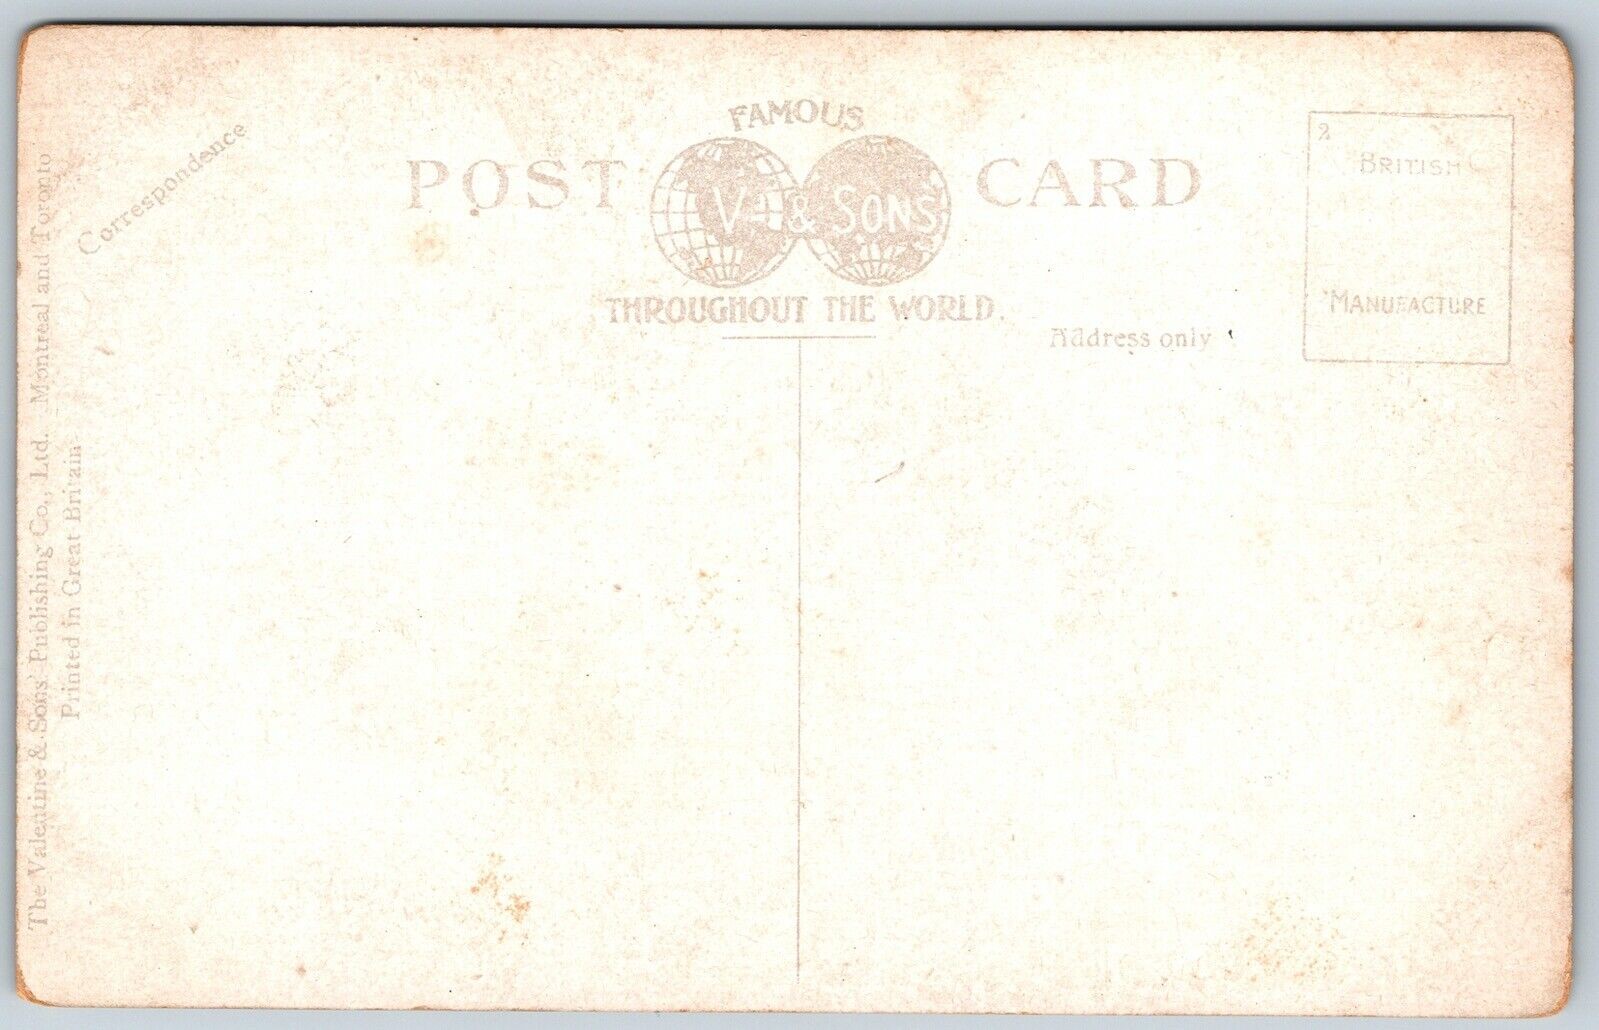 FAMOUS
POST CARD
V & SONS
THROUGHOUT THE WORLD.
Correspondence
Address only
2
BRITISH
MANUFACTURE
The Valentine & Sons' Publishing Co., Ltd. Montreal and Toronto
Printed in Great Britain